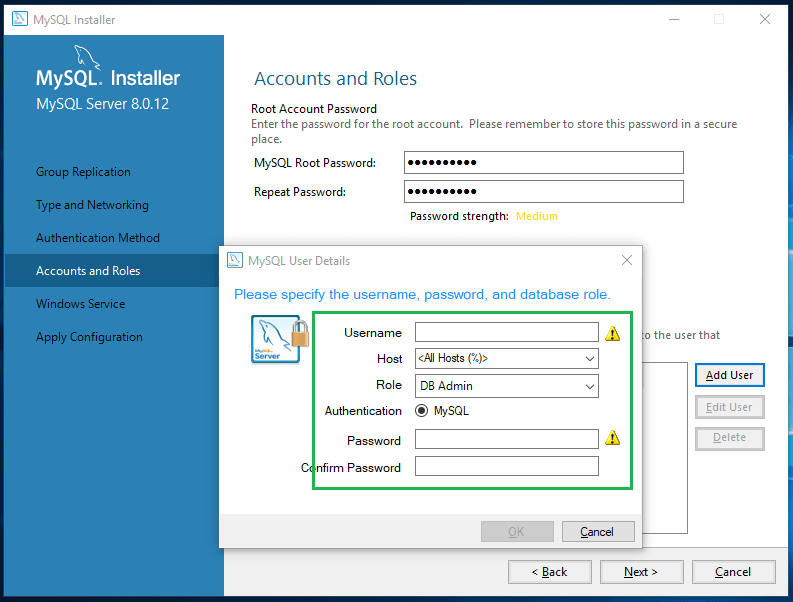 MySQL Installer
MySQL. Installer
MySQL Server 8.0.12
Group Replication
Type and Networking
Authentication Method
Accounts and Roles
Windows Service
Apply Configuration
Accounts and Roles
Root Account Password
Enter the password for the root account. Please remember to store this password in a secure
place.
MySQL Root Password: ●●●●●●●●●●
Repeat Password: ●●●●●●●●●●
Password strength: Medium
to the user that
Add User
Edit User
Delete
MySQL User Details
Please specify the username, password, and database role.
MySQL
Server
Username
Host <All Hosts (%)>
Role DB Admin
Authentication MySQL
Password
Confirm Password
OK Cancel
< Back Next > Cancel